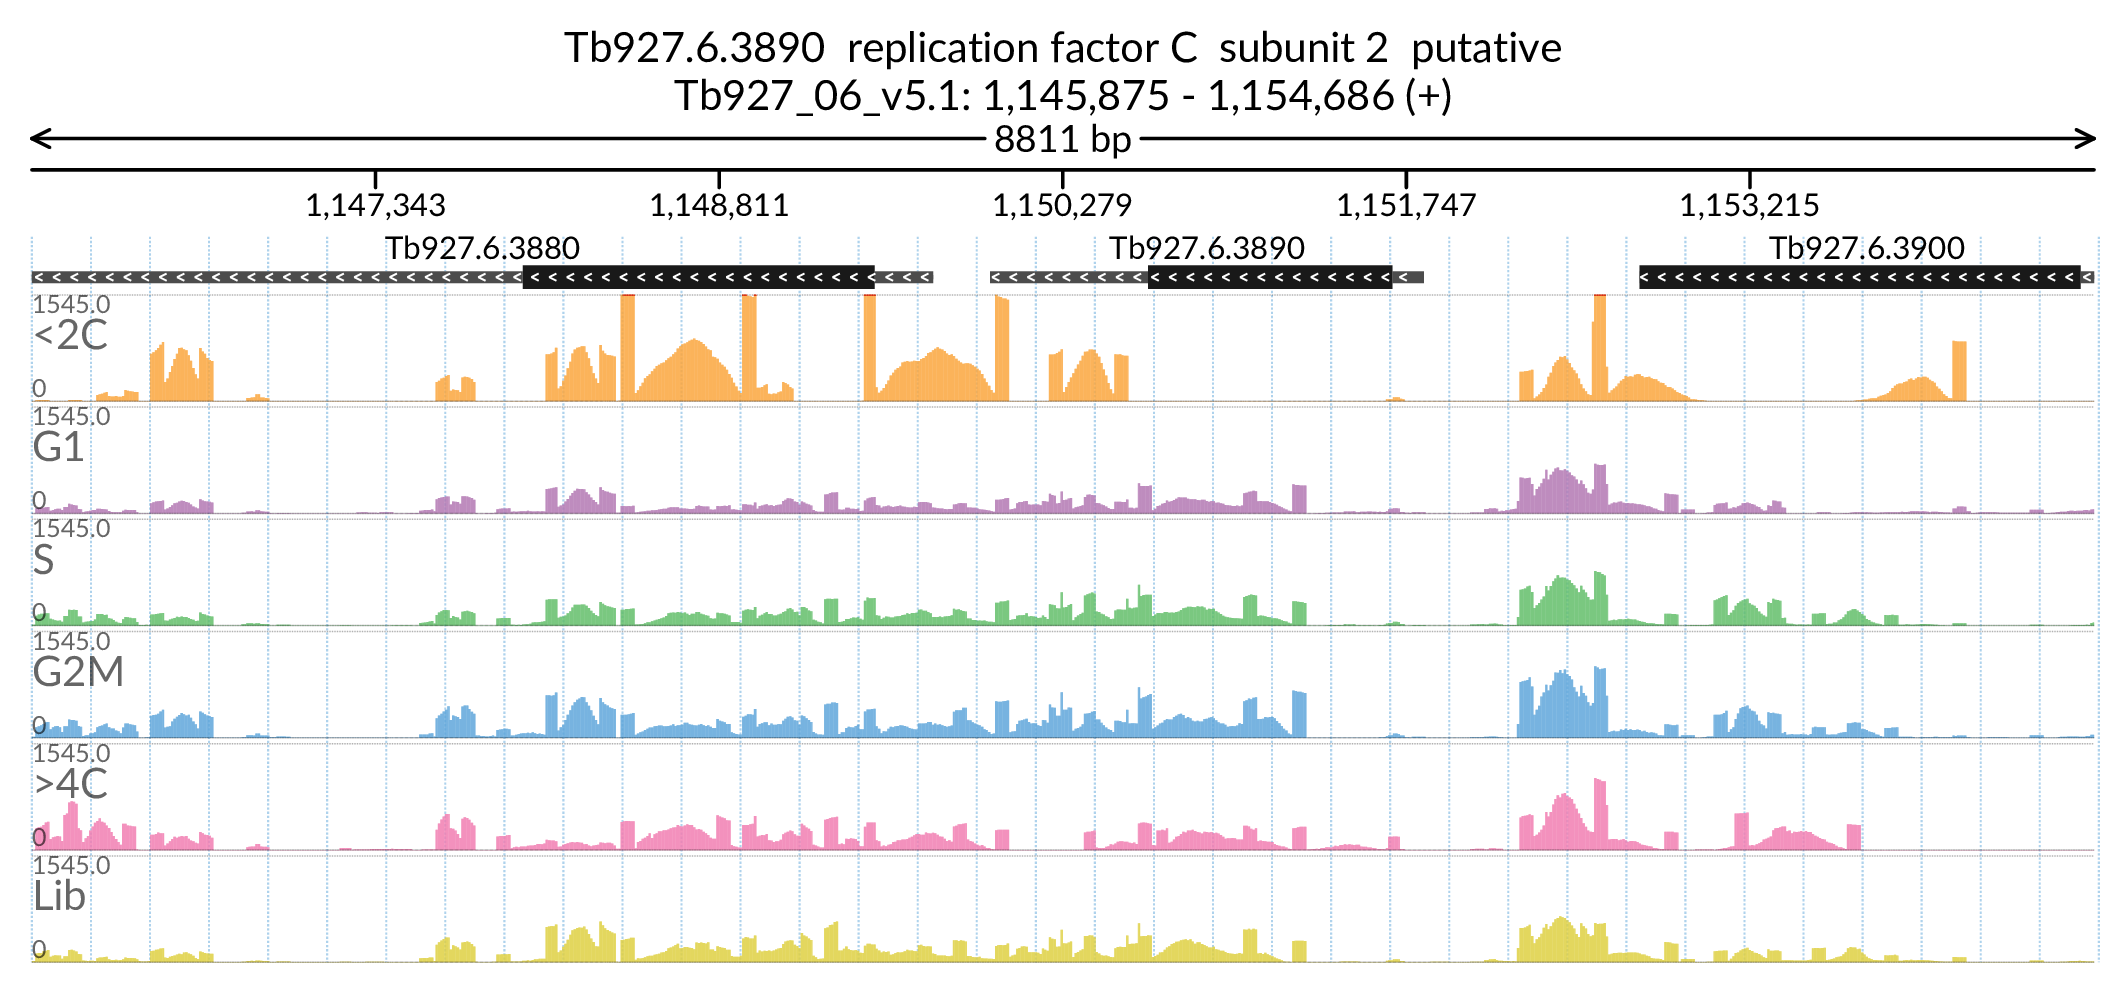 Tb927.6.3890 replication factor C subunit 2 putative
Tb927_06_v5.1: 1,145,875 - 1,154,686 (+)
8811 bp
1,147,343 1,148,811 1,150,279 1,151,747 1,153,215
Tb927.6.3880 Tb927.6.3890 Tb927.6.3900
1545.0
<2C
0
1545.0
G1
0
1545.0
S
0
1545.0
G2M
0
1545.0
>4C
0
1545.0
Lib
0